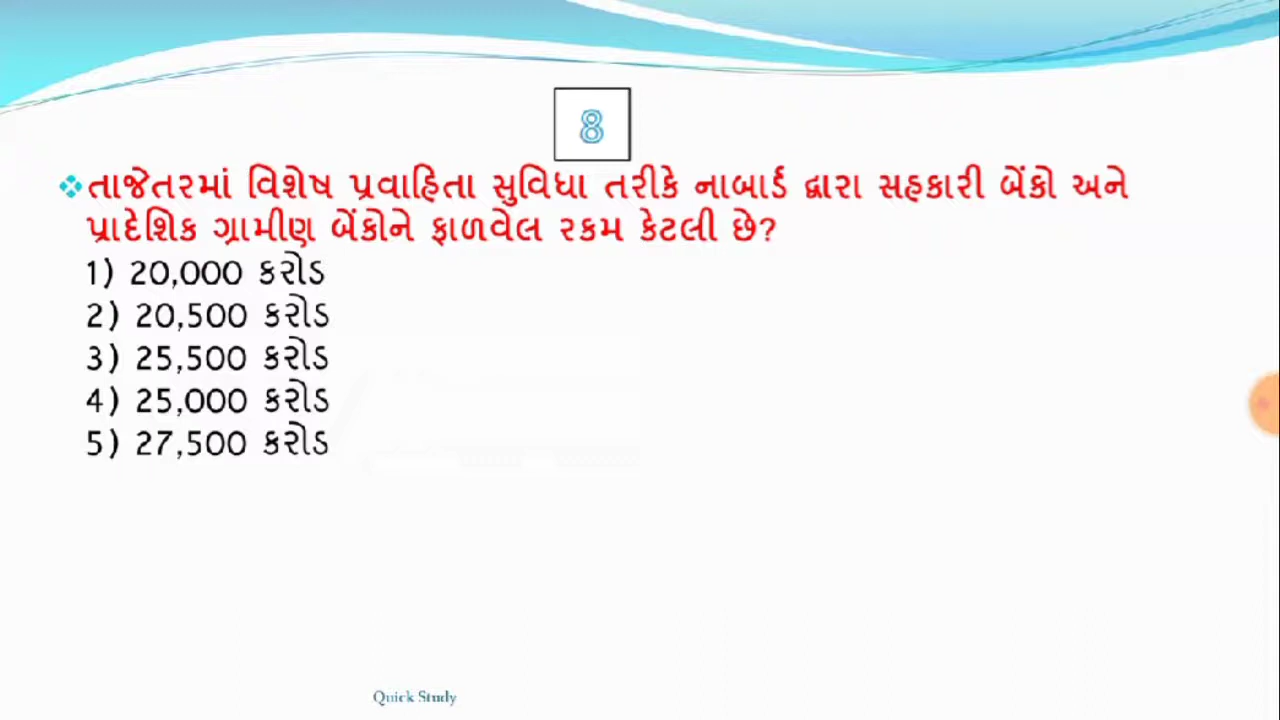 8
તાજેતરમાં વિશેષ પ્રવાહિતા સુવિધા તરીકે નાબાર્ડ દ્વારા સહકારી બેંકો અને
પ્રાદેશિક ગ્રામીણ બેંકોને ફાળવેલ રકમ કેટલી છે?
1) 20,000 કરોડ
2) 20,500 કરોડ
3) 25,500 કરોડ
4) 25,000 કરોડ
5) 27,500 કરોડ
Quick Study